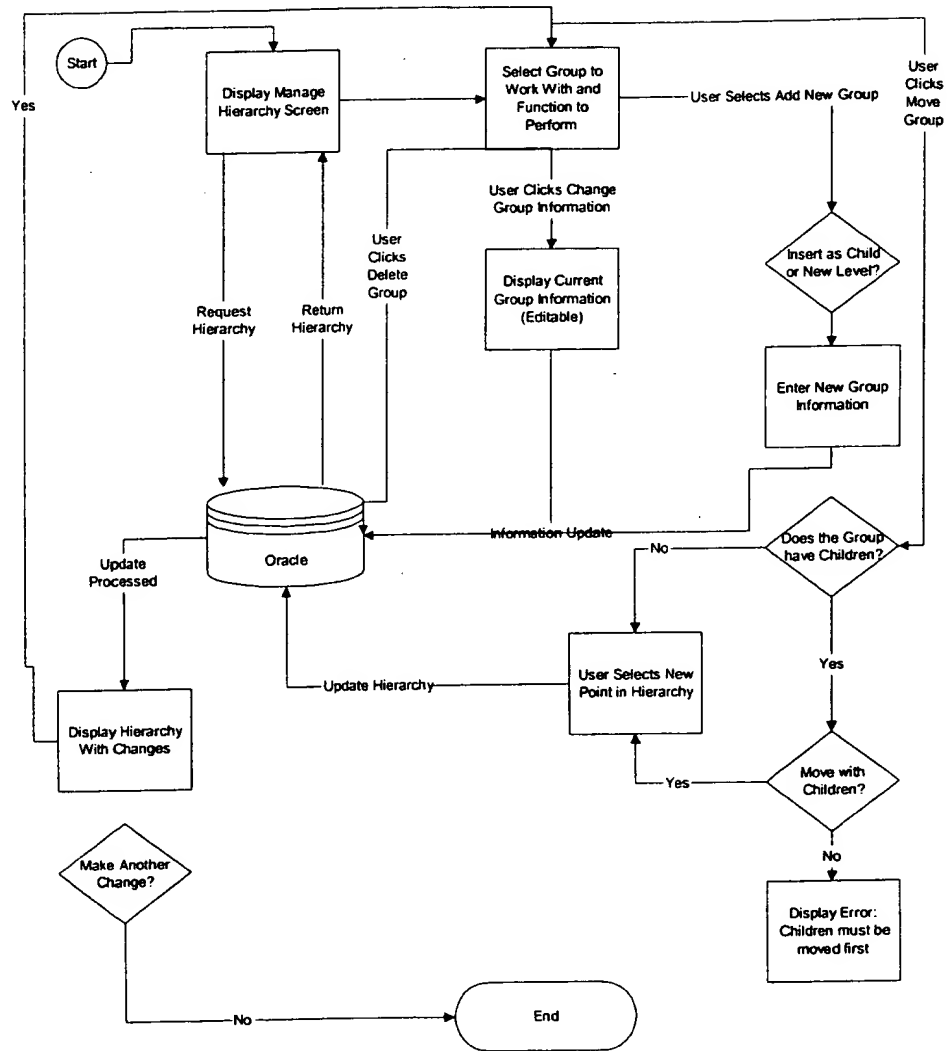 Start
Yes
Display Manage
Hierarchy Screen
Select Group to
Work With and
Function to
Perform
User Selects Add New Group
User
Clicks
Move
Group
User Clicks Change
Group Information
User
Clicks
Delete
Group
Insert as Child
or New Level?
Display Current
Group Information
(Editable)
Request
Hierarchy
Return
Hierarchy
Enter New Group
Information
Information Update
Oracle
Does the Group
have Children?
No
Update
Processed
Yes
Update Hierarchy
User Selects New
Point in Hierarchy
Display Hierarchy
With Changes
Yes
Move with
Children?
No
Make Another
Change?
Display Error:
Children must be
moved first
No
End